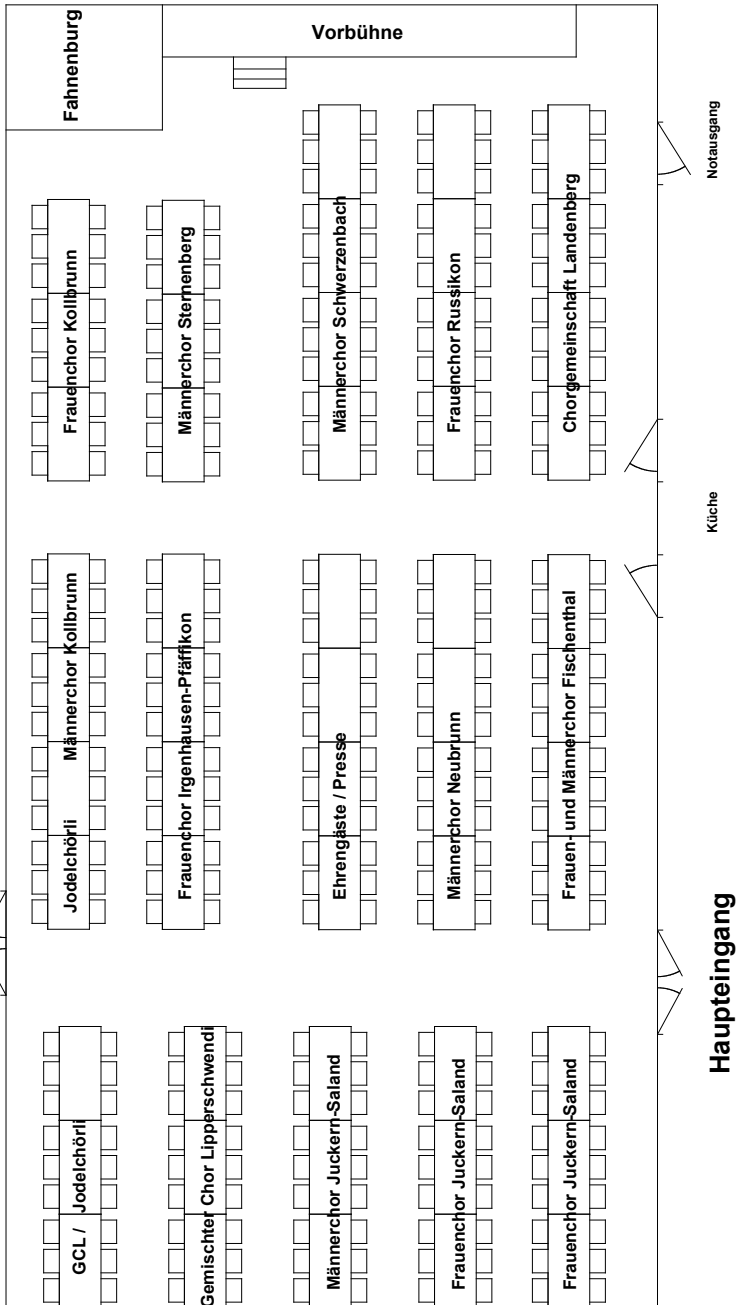 Vorbühne
Fahnenburg
Notausgang
Frauenchor Kollbrunn
Männerchor Sternenberg
Männerchor Schwerzenbach
Frauenchor Russikon
Chorgemeinschaft Landenberg
Küche
Jodelchörli Männerchor Kollbrunn
Frauenchor Irgenhausen-Pfäffikon
Ehrengäste / Presse
Männerchor Neubrunn
Frauen- und Männerchor Fischenthal
Haupteingang
GCL / Jodelchörli
Gemischter Chor Lipperschwendi
Männerchor Juckern-Saland
Frauenchor Juckern-Saland
Frauenchor Juckern-Saland